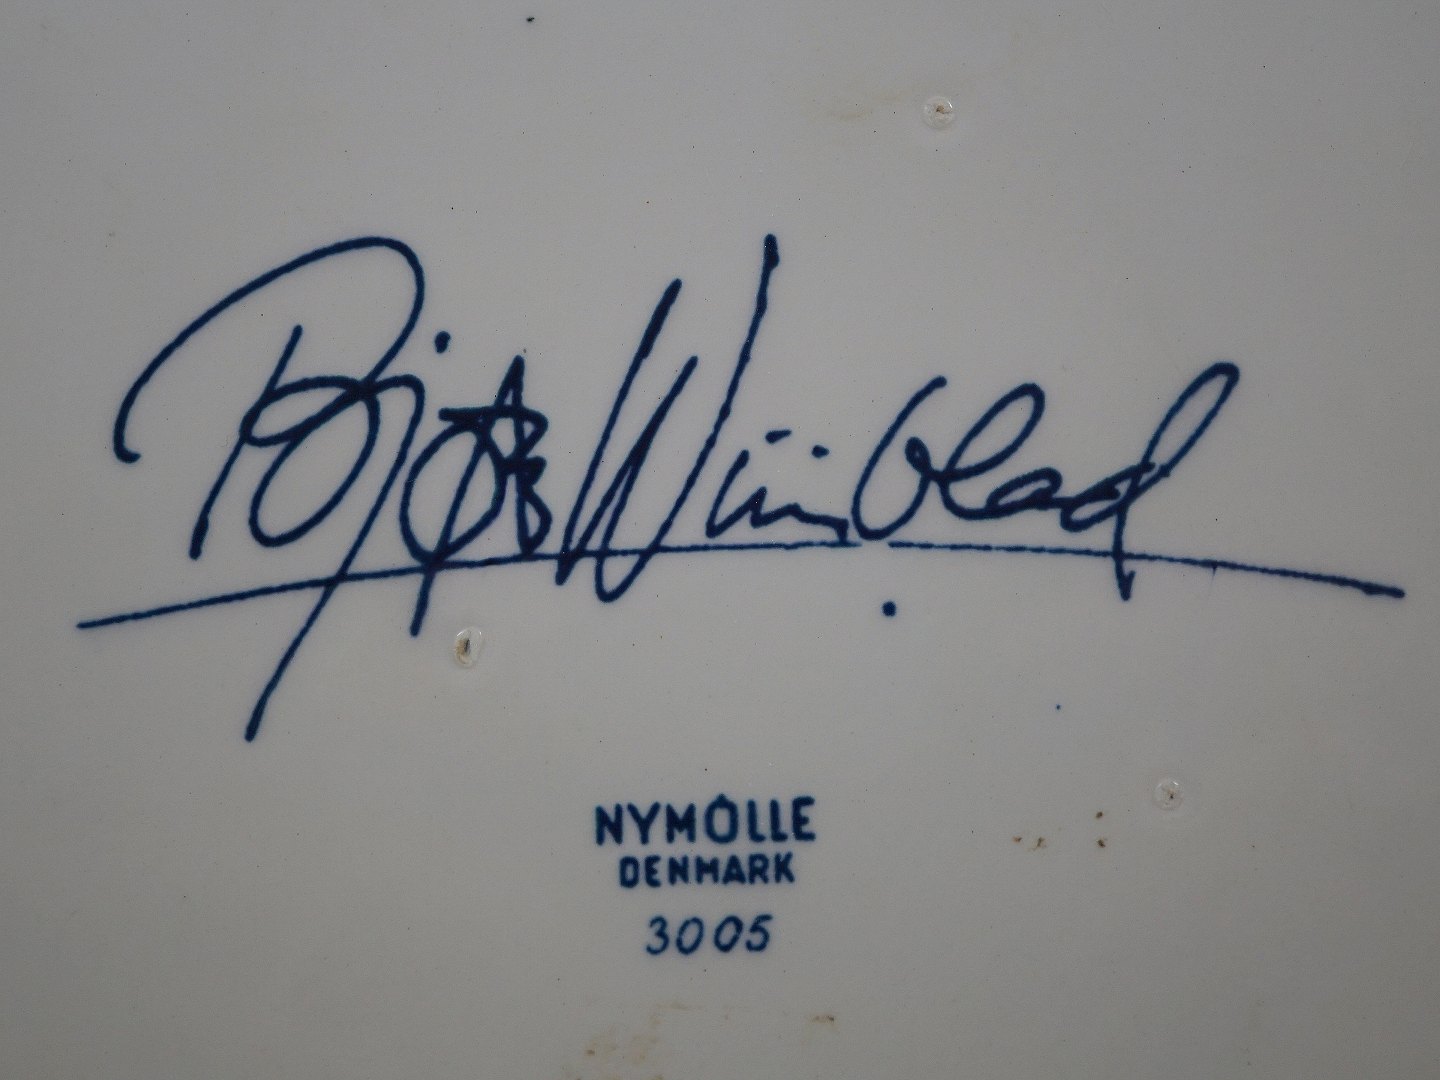 Bjørn Wiinblad
NYMÖLLE
DENMARK
3005